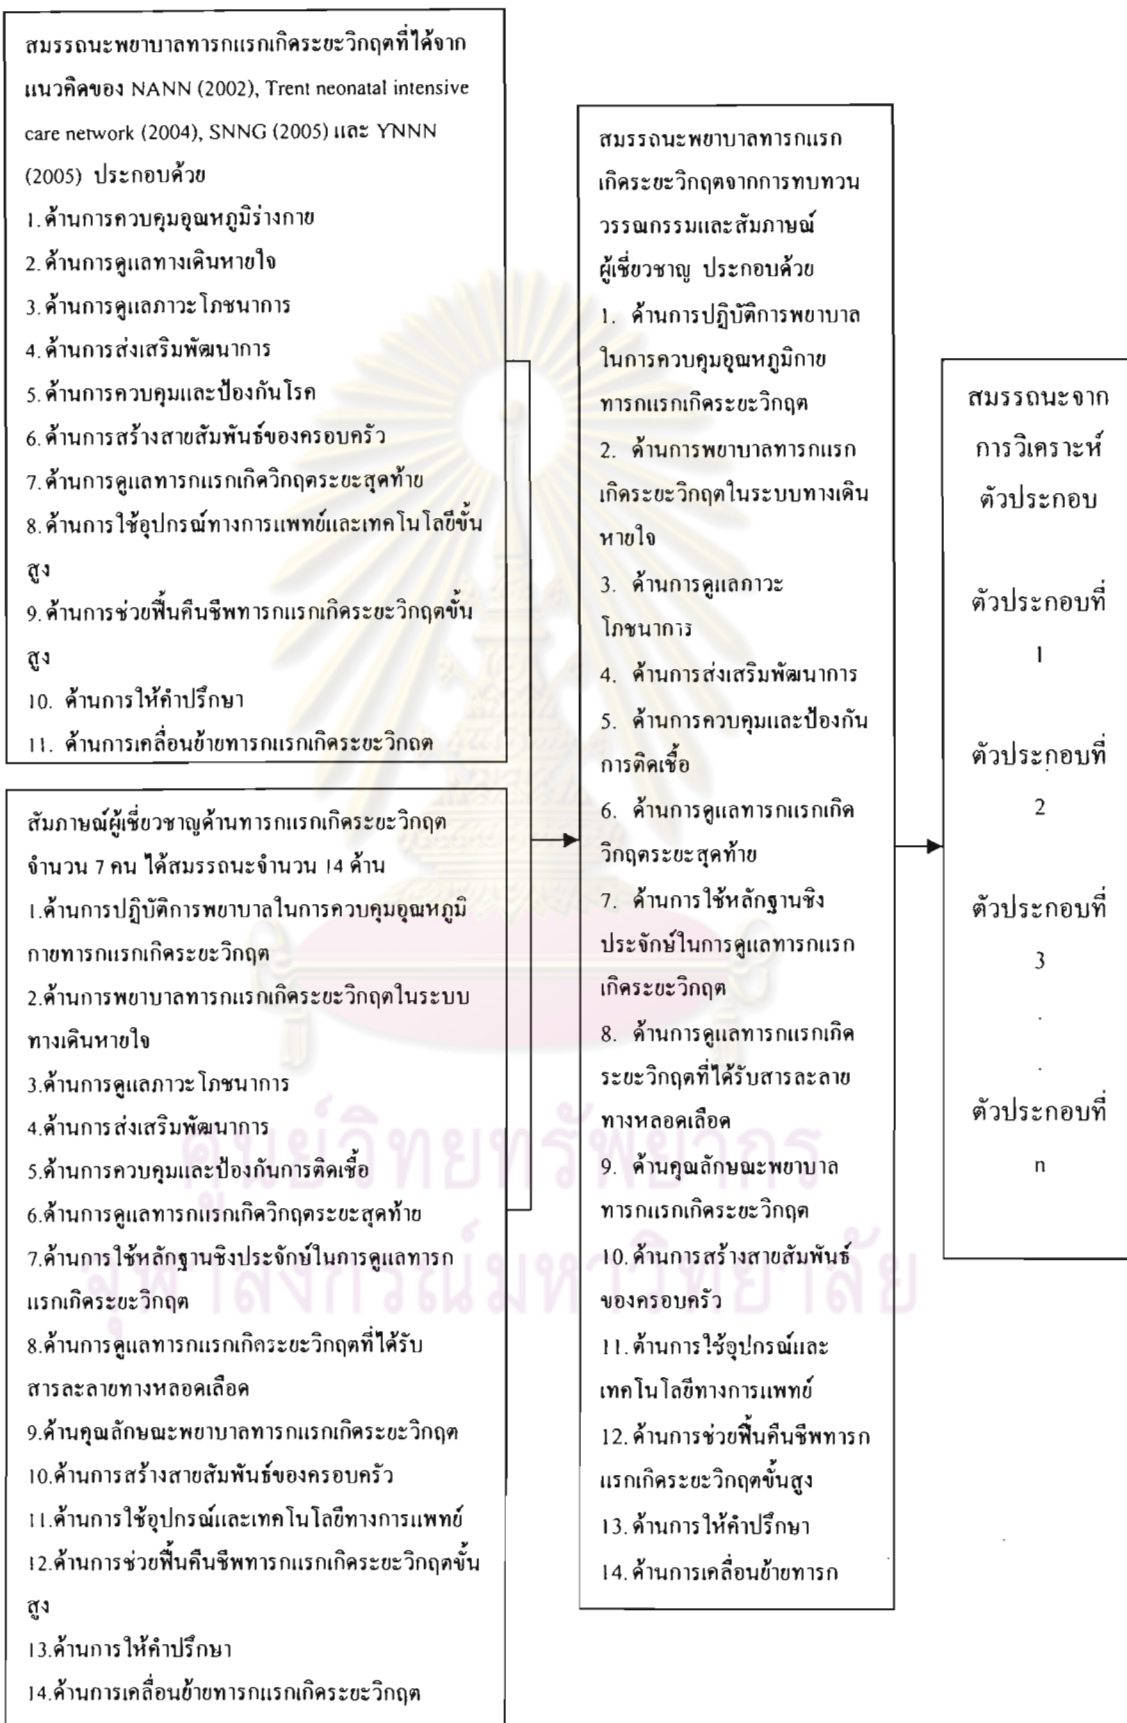 สมรรถนะพยาบาลทารกแรกเกิดระยะวิกฤตที่ได้จาก
แนวคิดของ NANN (2002), Trent neonatal intensive
care network (2004), SNNG (2005) และ YNNN
(2005) ประกอบด้วย
1.ด้านการควบคุมอุณหภูมิร่างกาย
2.ด้านการดูแลทางเดินหายใจ
3.ด้านการดูแลภาวะโภชนาการ
4.ด้านการส่งเสริมพัฒนาการ
5.ด้านการควบคุมและป้องกันโรค
6.ด้านการสร้างสายสัมพันธ์ของครอบครัว
7.ด้านการดูแลทารกแรกเกิดวิกฤตระยะสุดท้าย
8.ด้านการใช้อุปกรณ์ทางการแพทย์และเทคโนโลยีขั้น
สูง
9.ด้านการช่วยฟื้นคืนชีพทารกแรกเกิดระยะวิกฤตขั้น
สูง
10. ด้านการให้คำปรึกษา
11. ด้านการเคลื่อนย้ายทารกแรกเกิดระยะวิกฤต
สัมภาษณ์ผู้เชี่ยวชาญด้านทารกแรกเกิดระยะวิกฤต
จำนวน 7 คน ได้สมรรถนะจำนวน 14 ด้าน
1.ด้านการปฏิบัติการพยาบาลในการควบคุมอุณหภูมิ
กายทารกแรกเกิดระยะวิกฤต
2.ด้านการพยาบาลทารกแรกเกิดระยะวิกฤตในระบบ
ทางเดินหายใจ
3.ด้านการดูแลภาวะโภชนาการ
4.ด้านการส่งเสริมพัฒนาการ
5.ด้านการควบคุมและป้องกันการติดเชื้อ
6.ด้านการดูแลทารกแรกเกิดวิกฤตระยะสุดท้าย
7.ด้านการใช้หลักฐานชิงประจักษ์ในการดูแลทารก
แรกเกิดระยะวิกฤต
8.ด้านการดูแลทารกแรกเกิดระยะวิกฤตที่ได้รับ
สารละลายทางหลอดเลือด
9.ด้านคุณลักษณะพยาบาลทารกแรกเกิดระยะวิกฤต
10.ด้านการสร้างสายสัมพันธ์ของครอบครัว
11.ด้านการใช้อุปกรณ์และเทคโนโลยีทางการแพทย์
12.ด้านการช่วยฟื้นคืนชีพทารกแรกเกิดระยะวิกฤตขั้น
สูง
13.ด้านการให้คำปรึกษา
14.ด้านการเคลื่อนย้ายทารกแรกเกิดระยะวิกฤต
สมรรถนะพยาบาลทารกแรก
เกิดระยะวิกฤตจากการทบทวน
วรรณกรรมและสัมภาษณ์
ผู้เชี่ยวชาญ ประกอบด้วย
1. ด้านการปฏิบัติการพยาบาล
ในการควบคุมอุณหภูมิกาย
ทารกแรกเกิดระยะวิกฤต
2. ด้านการพยาบาลทารกแรก
เกิดระยะวิกฤตในระบบทางเดิน
หายใจ
3. ด้านการดูแลภาวะ
โภชนาการ
4. ด้านการส่งเสริมพัฒนาการ
5. ด้านการควบคุมและป้องกัน
การติดเชื้อ
6. ด้านการดูแลทารกแรกเกิด
วิกฤตระยะสุดท้าย
7. ด้านการใช้หลักฐานชิง
ประจักษ์ในการดูแลทารกแรก
เกิดระยะวิกฤต
8. ด้านการดูแลทารกแรกเกิด
ระยะวิกฤตที่ได้รับสารละลาย
ทางหลอดเลือด
9. ด้านคุณลักษณะพยาบาล
ทารกแรกเกิดระยะวิกฤต
10.ด้านการสร้างสายสัมพันธ์
ของครอบครัว
11.ด้านการใช้อุปกรณ์และ
เทคโนโลยีทางการแพทย์
12.ด้านการช่วยฟื้นคืนชีพทารก
แรกเกิดระยะวิกฤตขั้นสูง
13.ด้านการให้คำปรึกษา
14.ด้านการเคลื่อนย้ายทารก
สมรรถนะจาก
การวิเคราะห์
ตัวประกอบ
ตัวประกอบที่
1
ตัวประกอบที่
2
ตัวประกอบที่
3
.
.
ตัวประกอบที่
n
ศูนย์วิทยทรัพยากร
จุฬาลงกรณ์มหาวิทยาลัย